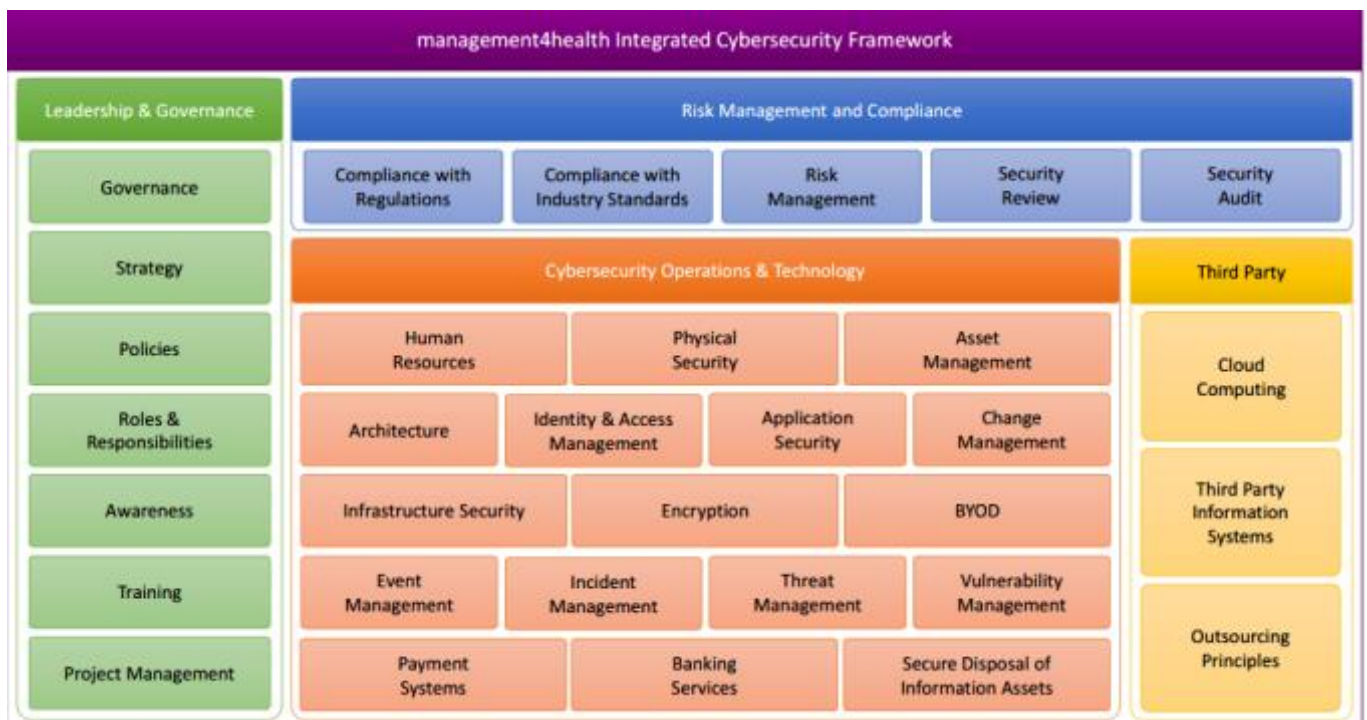 management4health Integrated Cybersecurity Framework
Leadership & Governance
Governance
Strategy
Policies
Roles &
Responsibilities
Awareness
Training
Project Management
Risk Management and Compliance
Compliance with
Regulations
Compliance with
Industry Standards
Risk
Management
Security
Review
Security
Audit
Cybersecurity Operations & Technology
Human
Resources
Physical
Security
Asset
Management
Architecture
Identity & Access
Management
Application
Security
Change
Management
Infrastructure Security
Encryption
BYOD
Event
Management
Incident
Management
Threat
Management
Vulnerability
Management
Payment
Systems
Banking
Services
Secure Disposal of
Information Assets
Third Party
Cloud
Computing
Third Party
Information
Systems
Outsourcing
Principles